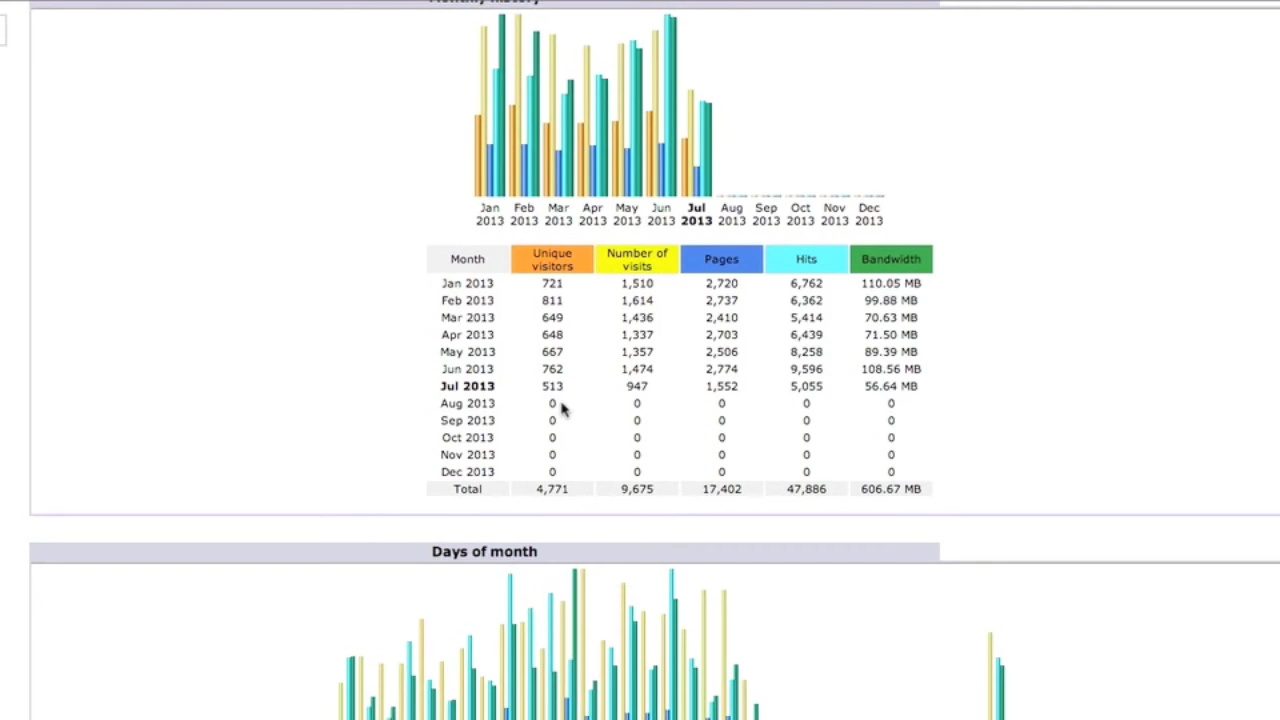 Monthly history
Jan Feb Mar Apr May Jun Jul Aug Sep Oct Nov Dec
2013 2013 2013 2013 2013 2013 2013 2013 2013 2013 2013 2013
Month Unique visitors Number of visits Pages Hits Bandwidth
Jan 2013 721 1,510 2,720 6,762 110.05 MB
Feb 2013 811 1,614 2,737 6,362 99.88 MB
Mar 2013 649 1,436 2,410 5,414 70.63 MB
Apr 2013 648 1,337 2,703 6,439 71.50 MB
May 2013 667 1,357 2,506 8,258 89.39 MB
Jun 2013 762 1,474 2,774 9,596 108.56 MB
Jul 2013 513 947 1,552 5,055 56.64 MB
Aug 2013 0 0 0 0 0
Sep 2013 0 0 0 0 0
Oct 2013 0 0 0 0 0
Nov 2013 0 0 0 0 0
Dec 2013 0 0 0 0 0
Total 4,771 9,675 17,402 47,886 606.67 MB
Days of month